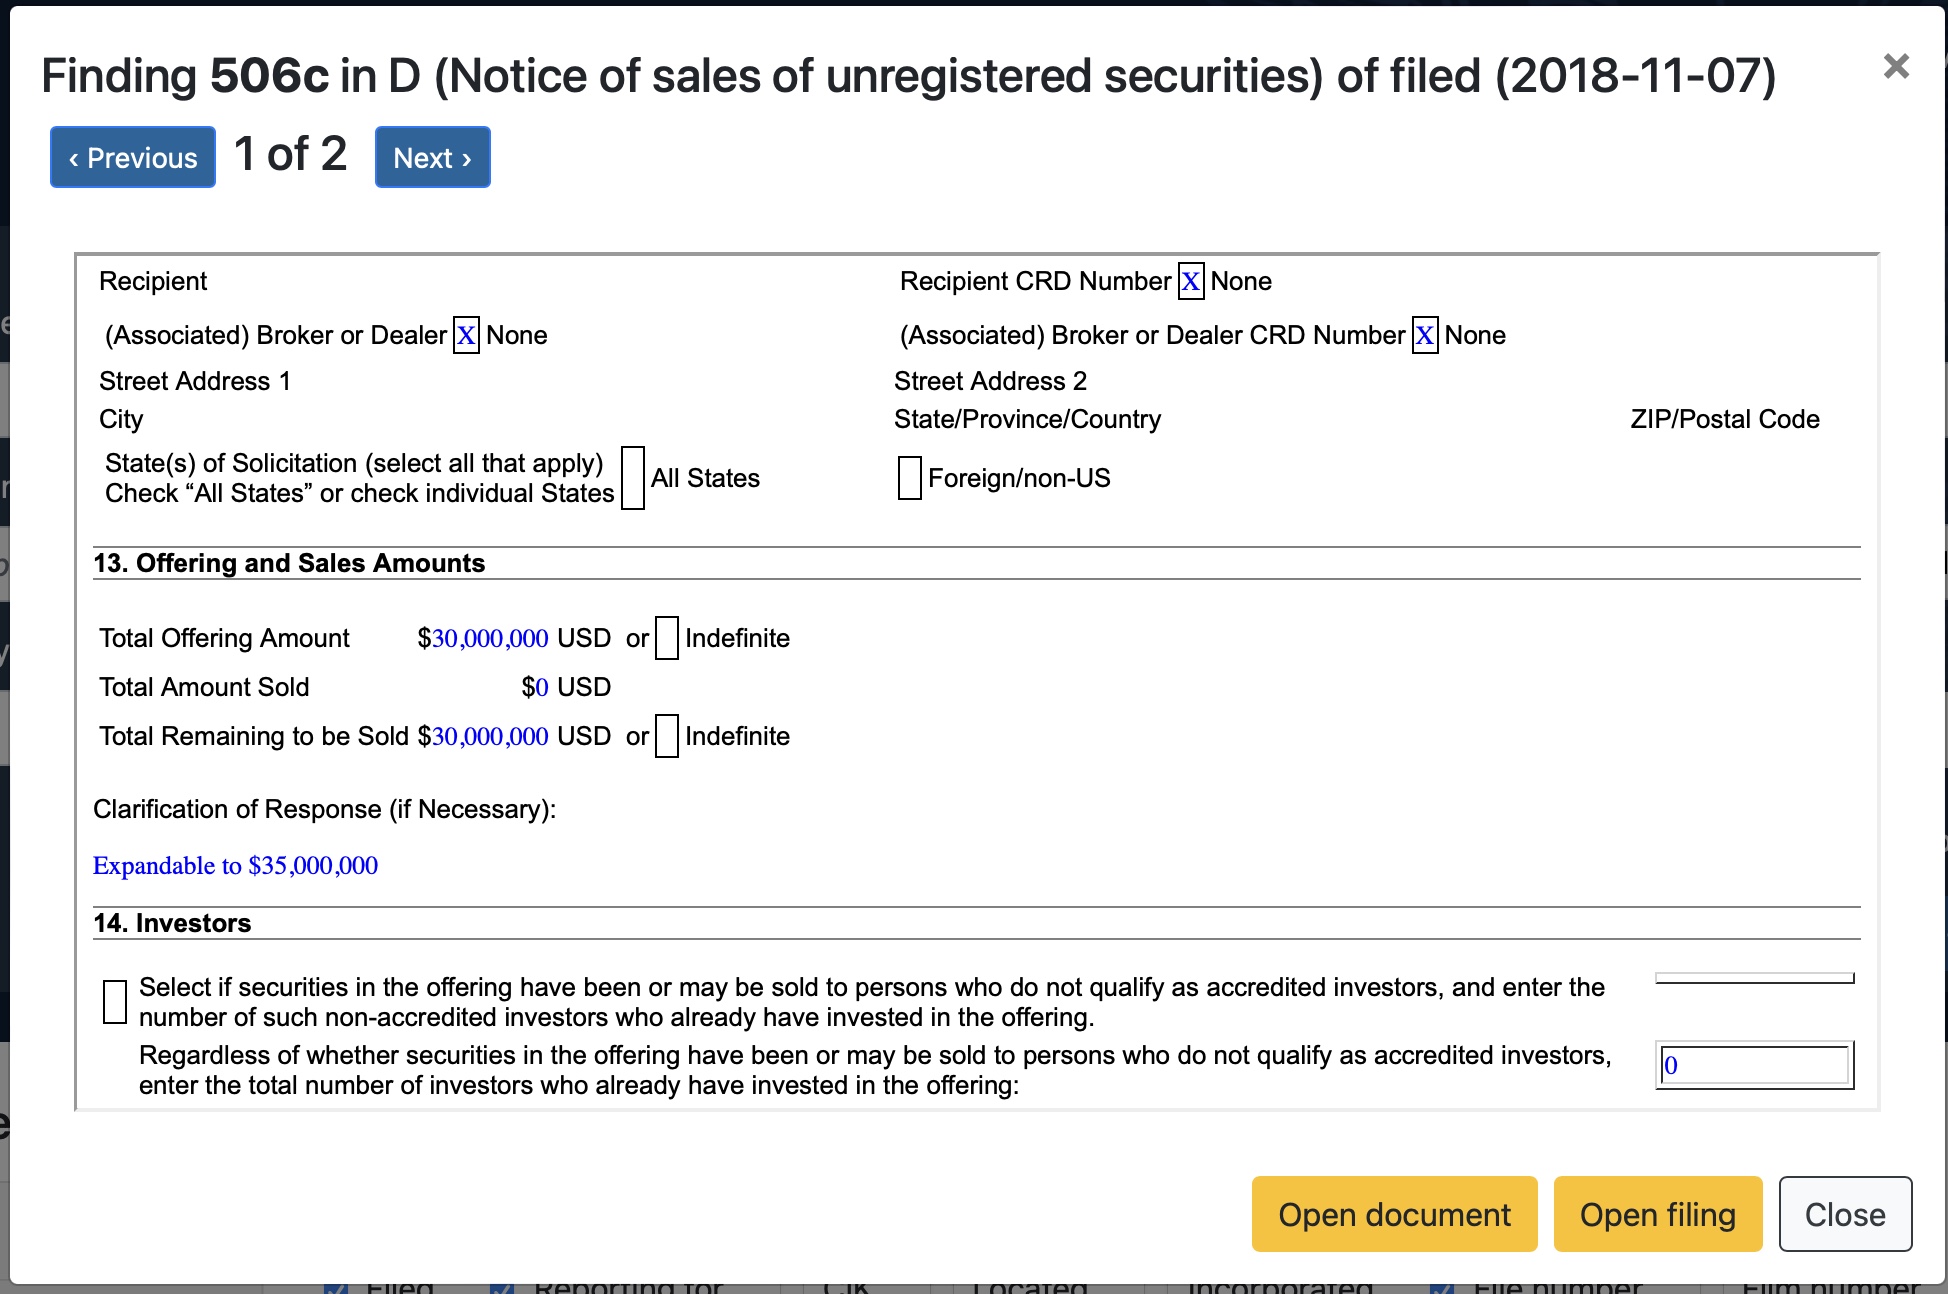 Finding 506c in D (Notice of sales of unregistered securities) of filed (2018-11-07) ×
‹ Previous 1 of 2 Next ›
Recipient Recipient CRD Number X None
(Associated) Broker or Dealer X None (Associated) Broker or Dealer CRD Number X None
Street Address 1 Street Address 2
City State/Province/Country ZIP/Postal Code
State(s) of Solicitation (select all that apply)
Check “All States” or check individual States All States Foreign/non-US
13. Offering and Sales Amounts
Total Offering Amount $30,000,000 USD or Indefinite
Total Amount Sold $0 USD
Total Remaining to be Sold $30,000,000 USD or Indefinite
Clarification of Response (if Necessary):
Expandable to $35,000,000
14. Investors
Select if securities in the offering have been or may be sold to persons who do not qualify as accredited investors, and enter the
number of such non-accredited investors who already have invested in the offering.
Regardless of whether securities in the offering have been or may be sold to persons who do not qualify as accredited investors,
enter the total number of investors who already have invested in the offering: 0
Open document Open filing Close
Filed Reporting for CIK Located Incorporated File number Film number